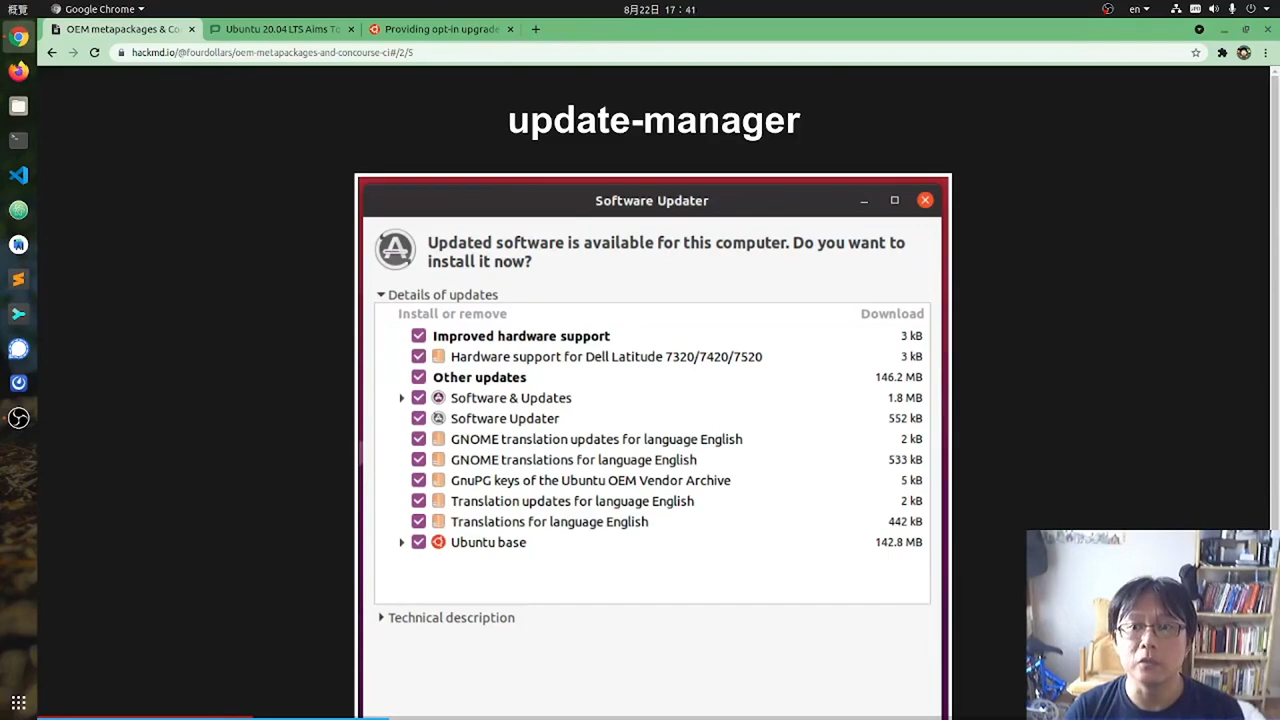 概覽
Google Chrome
8月22日 17：41
en
OEM metapackages & Co
Ubuntu 20.04 LTS Aims To
Providing opt-in upgrade
hackmd.io/@fourdollars/oem-metapackages-and-concourse-ci#/2/5
update-manager
Software Updater
Updated software is available for this computer. Do you want to
install it now?
Details of updates
Install or remove Download
Improved hardware support 3 kB
Hardware support for Dell Latitude 7320/7420/7520 3 kB
Other updates 146.2 MB
Software & Updates 1.8 MB
Software Updater 552 kB
GNOME translation updates for language English 2 kB
GNOME translations for language English 533 kB
GnuPG keys of the Ubuntu OEM Vendor Archive 5 kB
Translation updates for language English 2 kB
Translations for language English 442 kB
Ubuntu base 142.8 MB
Technical description